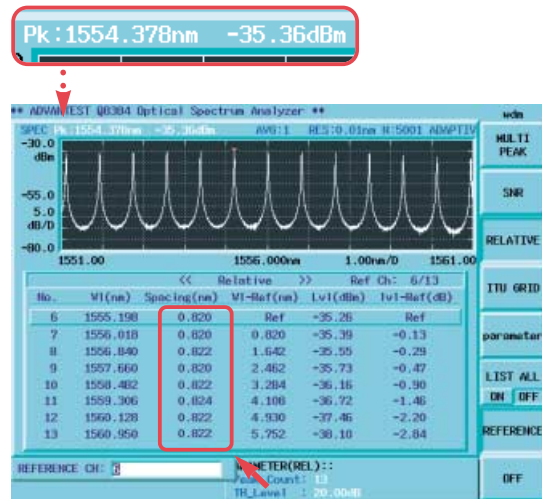 Pk:1554.378nm -35.36dBm
** ADVANTEST Q8384 Optical Spectrum Analyzer **
SPEC Pk:1554.378nm -35.36dBm AVG:1 RES:0.01nm N:5001 ADAPTIV
-30.0
dBm
-55.0
5.0
dB/D
-80.0
1551.00 1556.000nm 1.00nm/D 1561.00
<< Relative >> Ref Ch: 6/13
No. Wl(nm) Spacing(nm) Wl-Ref(nm) Lvl(dBm) lvl-Ref(dB)
6 1555.198 0.820 Ref -35.26 Ref
7 1556.018 0.820 0.820 -35.39 -0.13
8 1556.840 0.822 1.642 -35.55 -0.29
9 1557.660 0.820 2.462 -35.73 -0.47
10 1558.482 0.822 3.284 -36.16 -0.90
11 1559.306 0.824 4.108 -36.72 -1.46
12 1560.128 0.822 4.930 -37.46 -2.20
13 1560.950 0.822 5.752 -38.10 -2.84
REFERENCE CH: 6
METER(REL)::
Peak Count: 13
TH_Level : 20.00dB
wdm
MULTI
PEAK
SNR
RELATIVE
ITU GRID
parameter
LIST ALL
ON OFF
REFERENCE
OFF